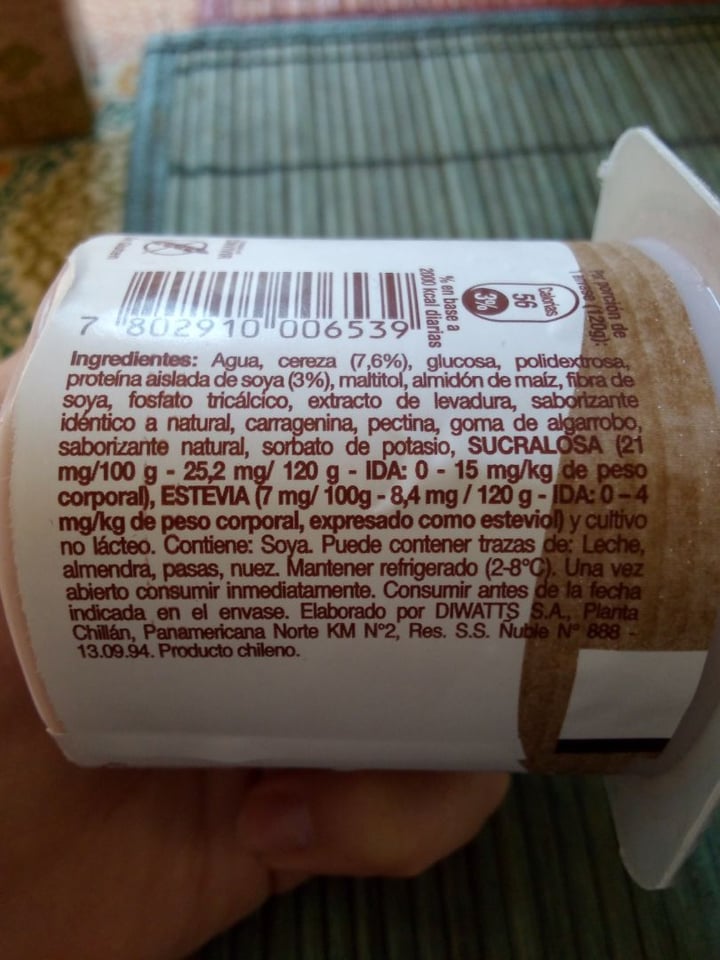 7 802910 006539
% en base a
2000 kcal diarias
3%
56
Calorías
Por porción de
1 envase (120g):
Ingredientes: Agua, cereza (7,6%), glucosa, polidextrosa,
proteína aislada de soya (3%), maltitol, almidón de maíz, fibra de
soya, fosfato tricálcico, extracto de levadura, saborizante
idéntico a natural, carragenina, pectina, goma de algarrobo,
saborizante natural, sorbato de potasio, SUCRALOSA (21
mg/100 g - 25,2 mg/ 120 g - IDA: 0 - 15 mg/kg de peso
corporal), ESTEVIA (7 mg/ 100g - 8,4 mg / 120 g - IDA: 0 – 4
mg/kg de peso corporal, expresado como esteviol) y cultivo
no lácteo. Contiene: Soya. Puede contener trazas de: Leche,
almendra, pasas, nuez. Mantener refrigerado (2-8°C). Una vez
abierto consumir inmediatamente. Consumir antes de la fecha
indicada en el envase. Elaborado por DIWATTS S.A., Planta
Chillán, Panamericana Norte KM N°2, Res. S.S. Ñuble N° 888 -
13.09.94. Producto chileno.